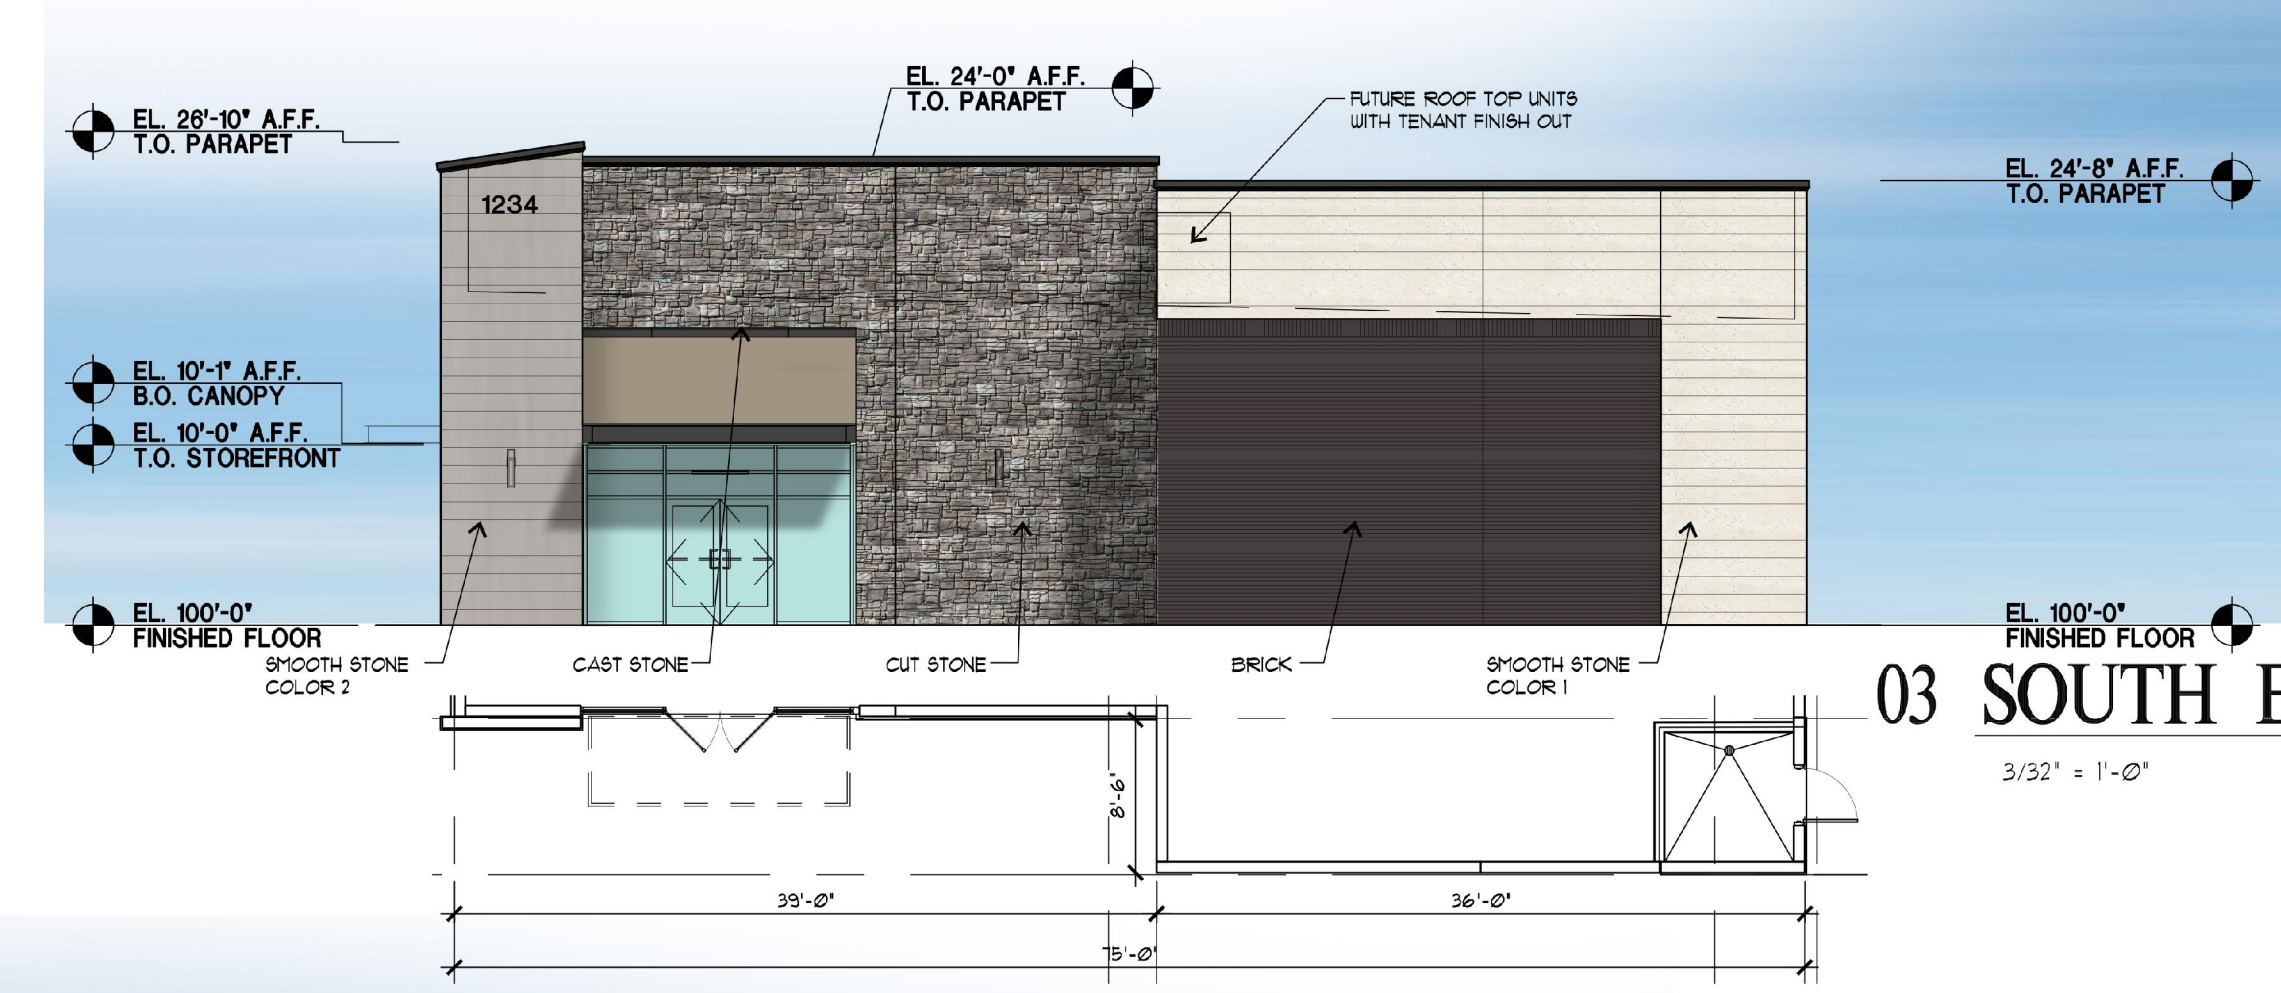 EL. 24'-0" A.F.F.
T.O. PARAPET
FUTURE ROOF TOP UNITS
WITH TENANT FINISH OUT
EL. 26'-10" A.F.F.
T.O. PARAPET
EL. 24'-8" A.F.F.
T.O. PARAPET
1234
EL. 10'-1" A.F.F.
B.O. CANOPY
EL. 10'-0" A.F.F.
T.O. STOREFRONT
EL. 100'-0"
FINISHED FLOOR
EL. 100'-0"
FINISHED FLOOR
SMOOTH STONE
COLOR 2
CAST STONE
CUT STONE
BRICK
SMOOTH STONE
COLOR 1
03 SOUTH E
3/32" = 1'-0"
8'-6"
39'-0"
36'-0"
75'-0"